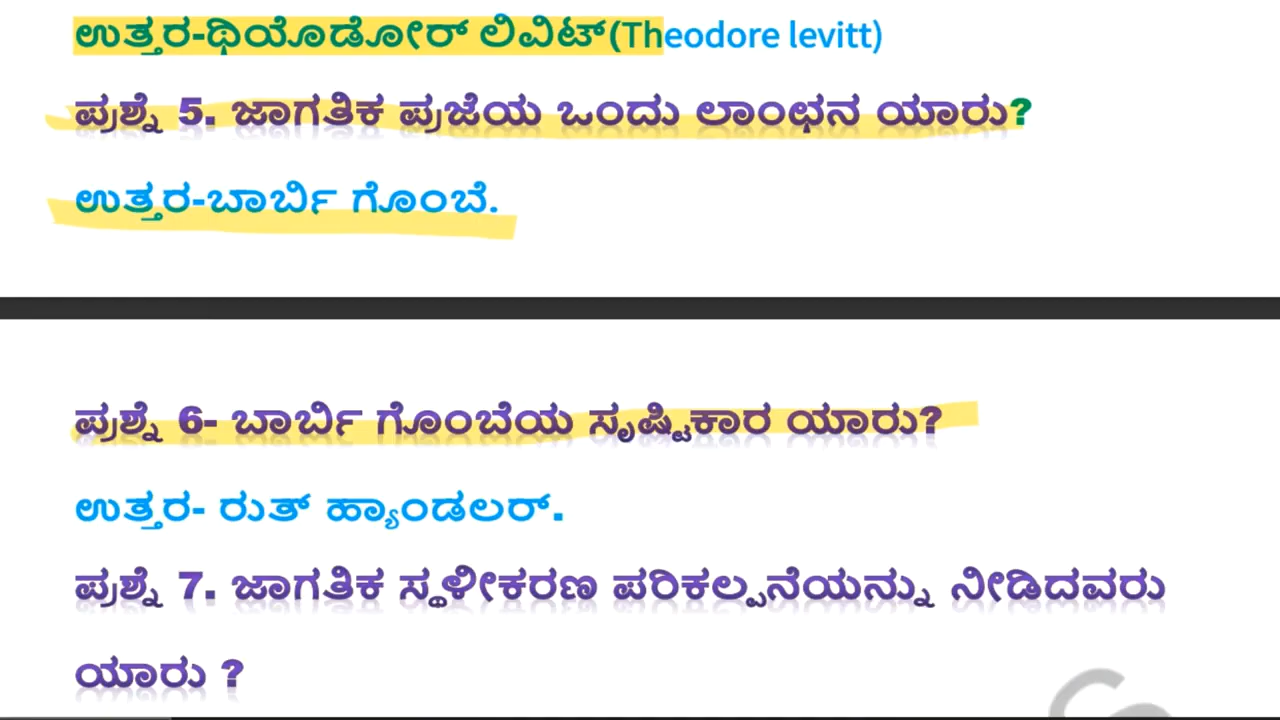 ಉತ್ತರ-ಥಿಯೊಡೋರ್ ಲಿವಿಟ್(Theodore levitt)
ಪ್ರಶ್ನೆ 5. ಜಾಗತಿಕ ಪ್ರಜೆಯ ಒಂದು ಲಾಂಛನ ಯಾರು?
ಉತ್ತರ-ಬಾರ್ಬಿ ಗೊಂಬೆ.
ಪ್ರಶ್ನೆ 6- ಬಾರ್ಬಿ ಗೊಂಬೆಯ ಸೃಷ್ಟಿಕಾರ ಯಾರು?
ಉತ್ತರ- ರುತ್ ಹ್ಯಾಂಡಲರ್.
ಪ್ರಶ್ನೆ 7. ಜಾಗತಿಕ ಸ್ಥಳೀಕರಣ ಪರಿಕಲ್ಪನೆಯನ್ನು ನೀಡಿದವರು
ಯಾರು ?